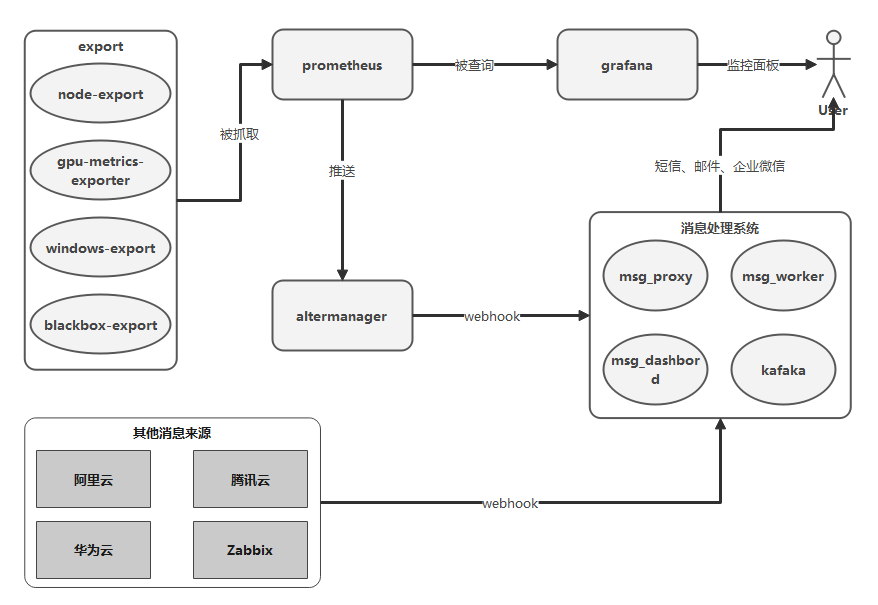 export
node-export
gpu-metrics-
exporter
windows-export
blackbox-export
被抓取
prometheus
被查询
grafana
监控面板
User
推送
短信、邮件、企业微信
altermanager
webhook
消息处理系统
msg_proxy
msg_worker
msg_dashbor
d
kafaka
其他消息来源
阿里云
腾讯云
华为云
Zabbix
webhook